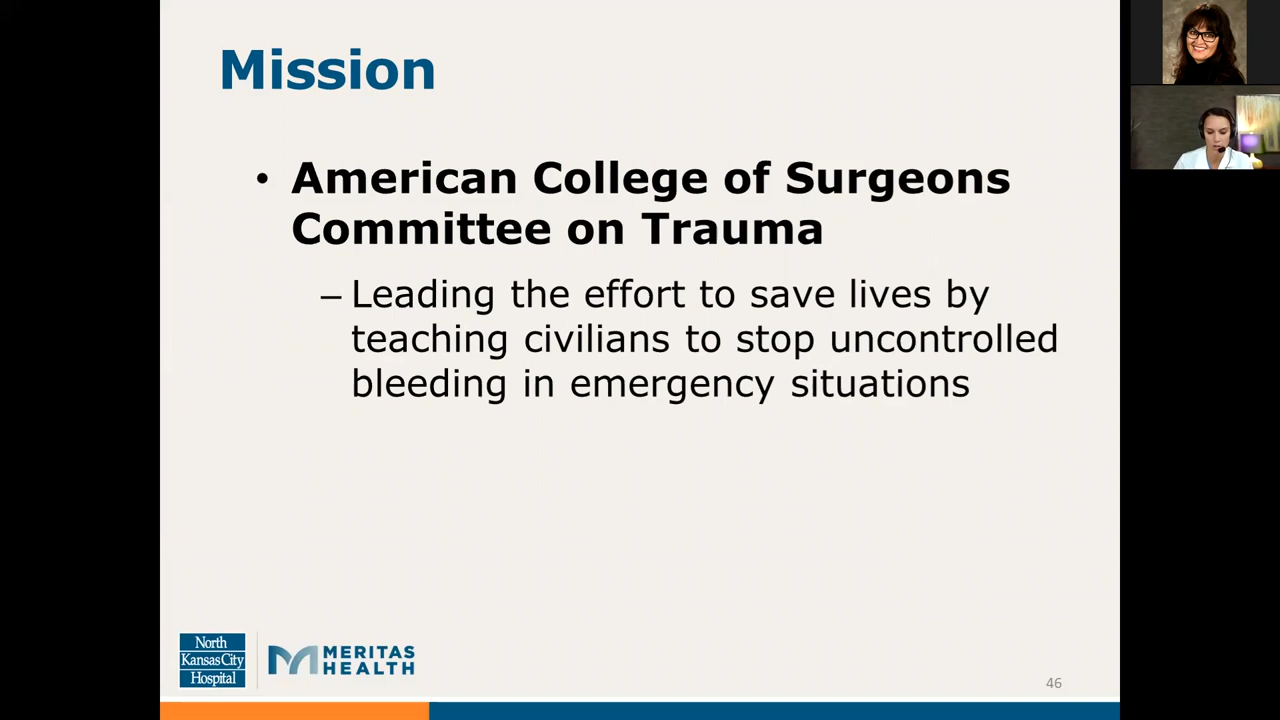 Mission
• American College of Surgeons
Committee on Trauma
– Leading the effort to save lives by
teaching civilians to stop uncontrolled
bleeding in emergency situations
North
Kansas City
Hospital
MERITAS
HEALTH
46